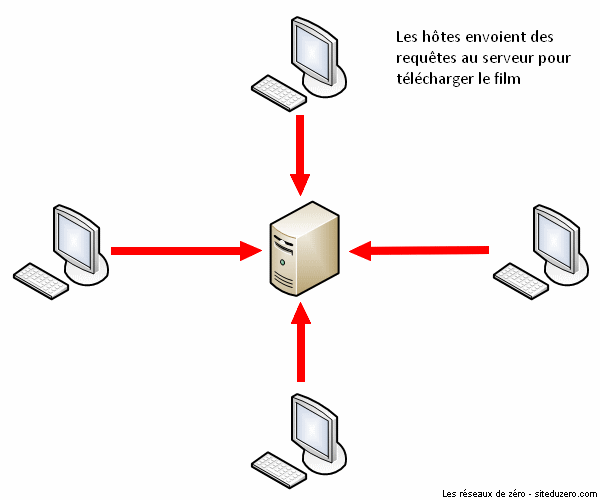 Les hôtes envoient des
requêtes au serveur pour
télécharger le film
Les réseaux de zéro - siteduzero.com